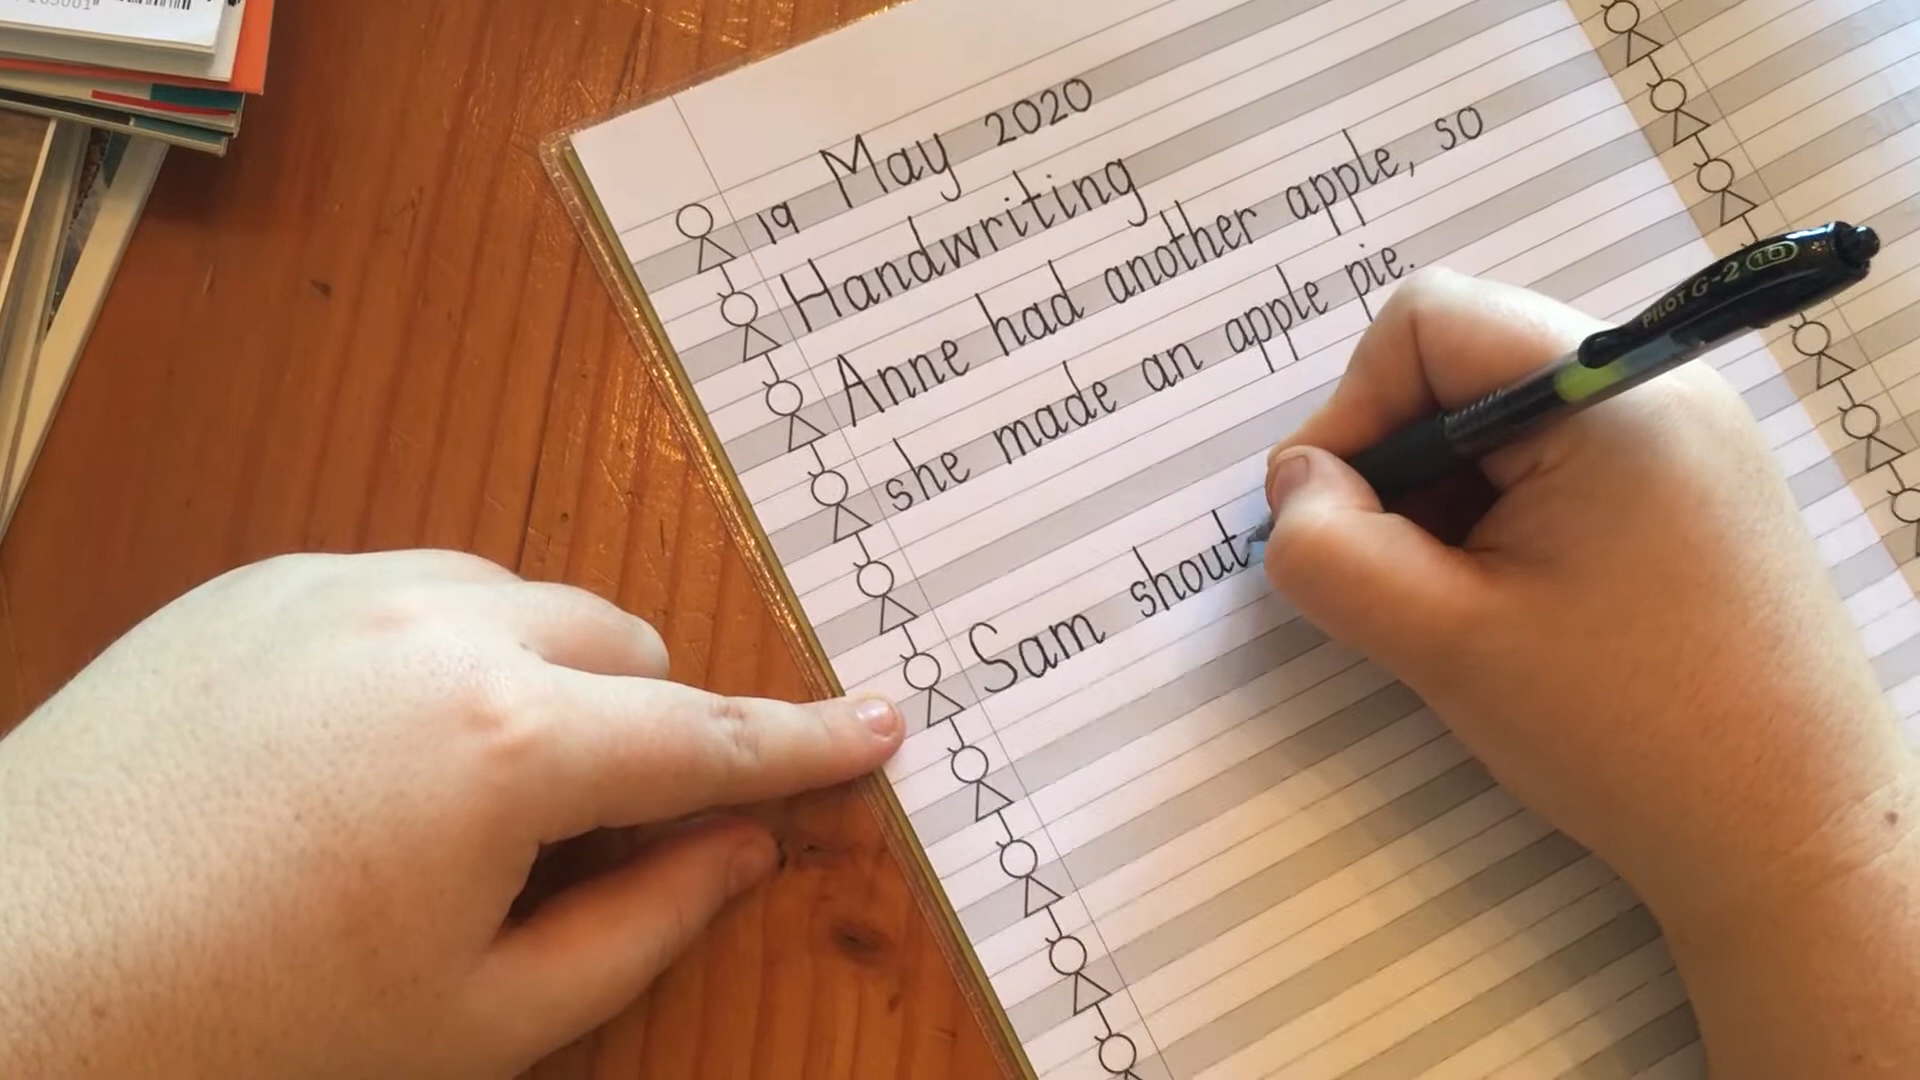 19 May 2020
Handwriting
Anne had another apple, so
she made an apple pie.
Sam shout
PILOT G-2 10